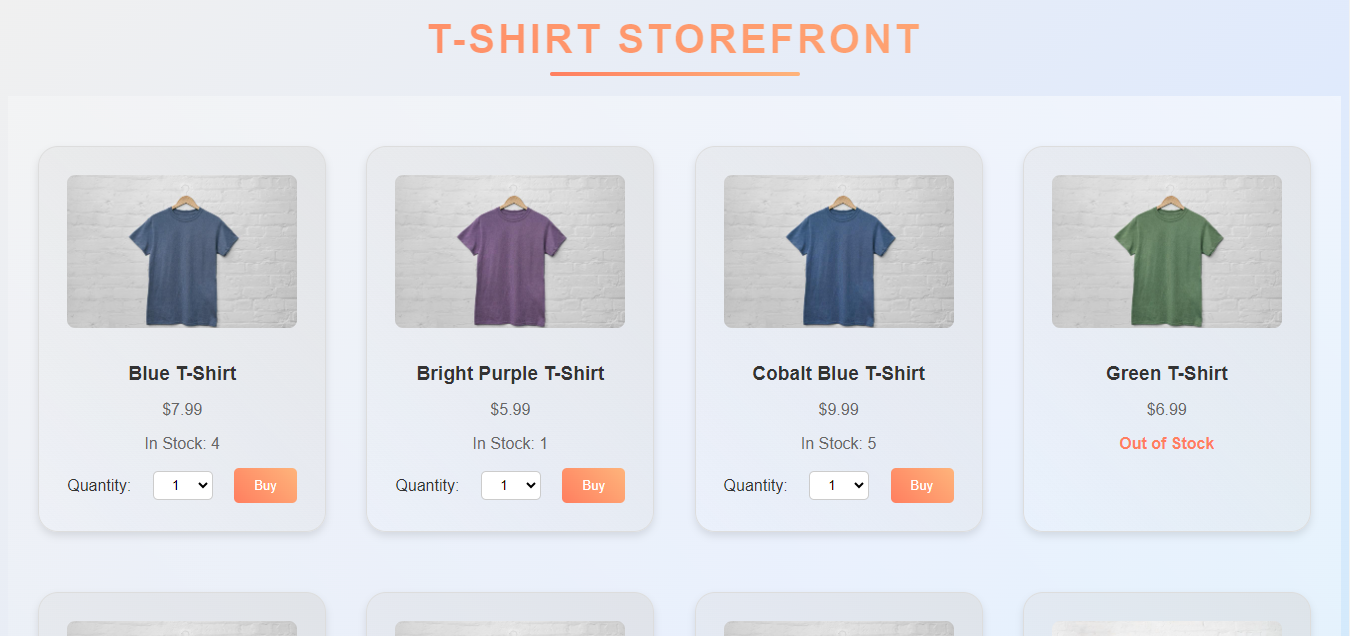 T-SHIRT STOREFRONT
Blue T-Shirt
$7.99
In Stock: 4
Quantity: 1 Buy
Bright Purple T-Shirt
$5.99
In Stock: 1
Quantity: 1 Buy
Cobalt Blue T-Shirt
$9.99
In Stock: 5
Quantity: 1 Buy
Green T-Shirt
$6.99
Out of Stock